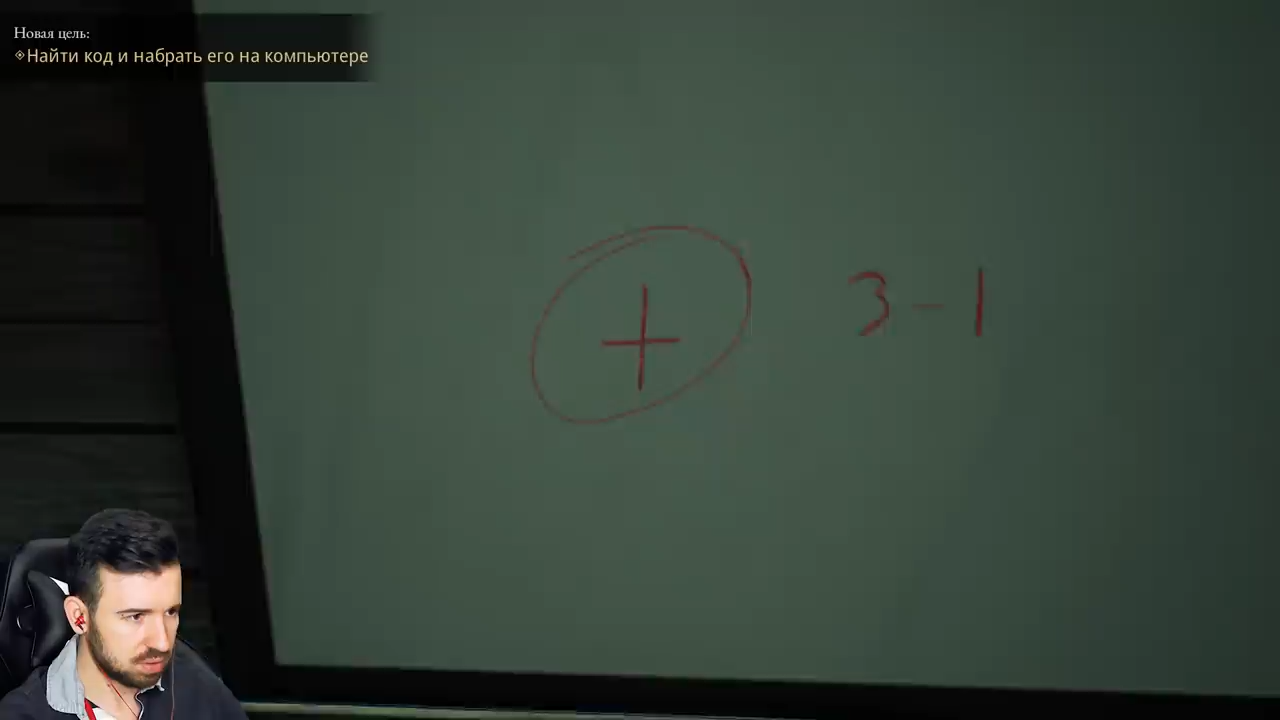 Новая цель:
Найти код и набрать его на компьютере
+ 3-1